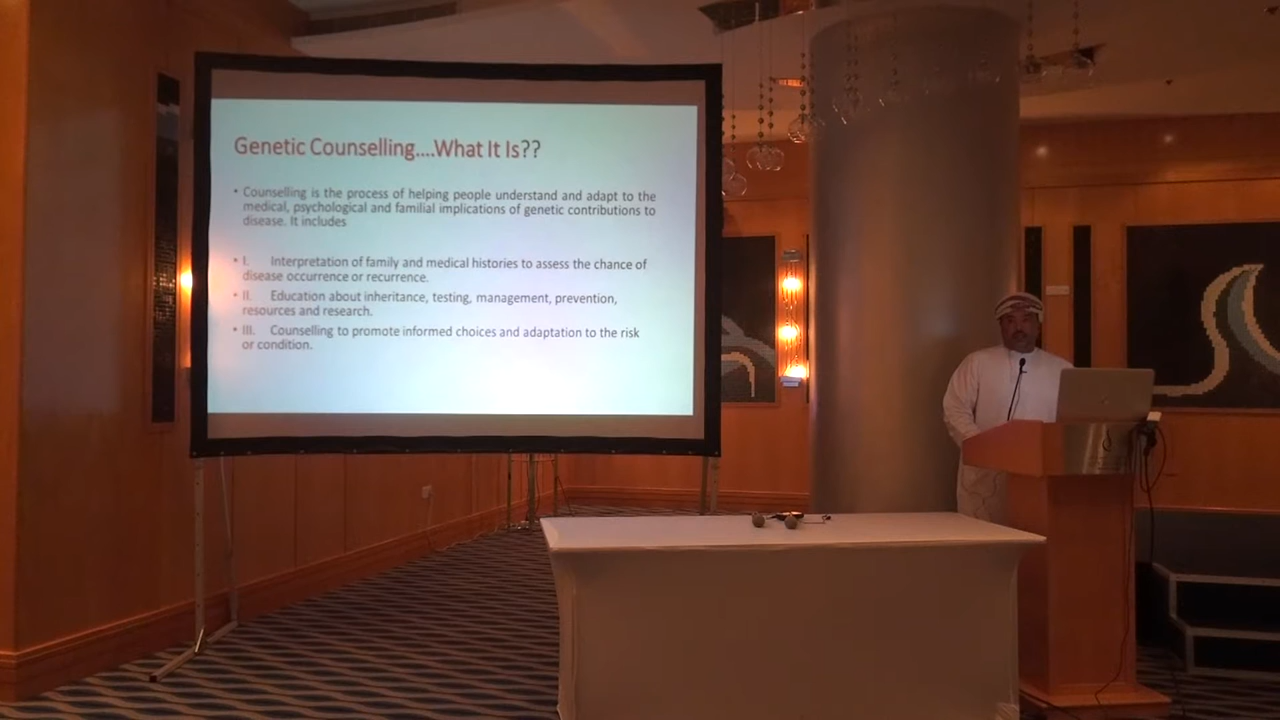 Genetic Counselling....What It Is??
• Counselling is the process of helping people understand and adapt to the
medical, psychological and familial implications of genetic contributions to
disease. It includes
• I. Interpretation of family and medical histories to assess the chance of
disease occurrence or recurrence.
• II. Education about inheritance, testing, management, prevention,
resources and research.
• III. Counselling to promote informed choices and adaptation to the risk
or condition.